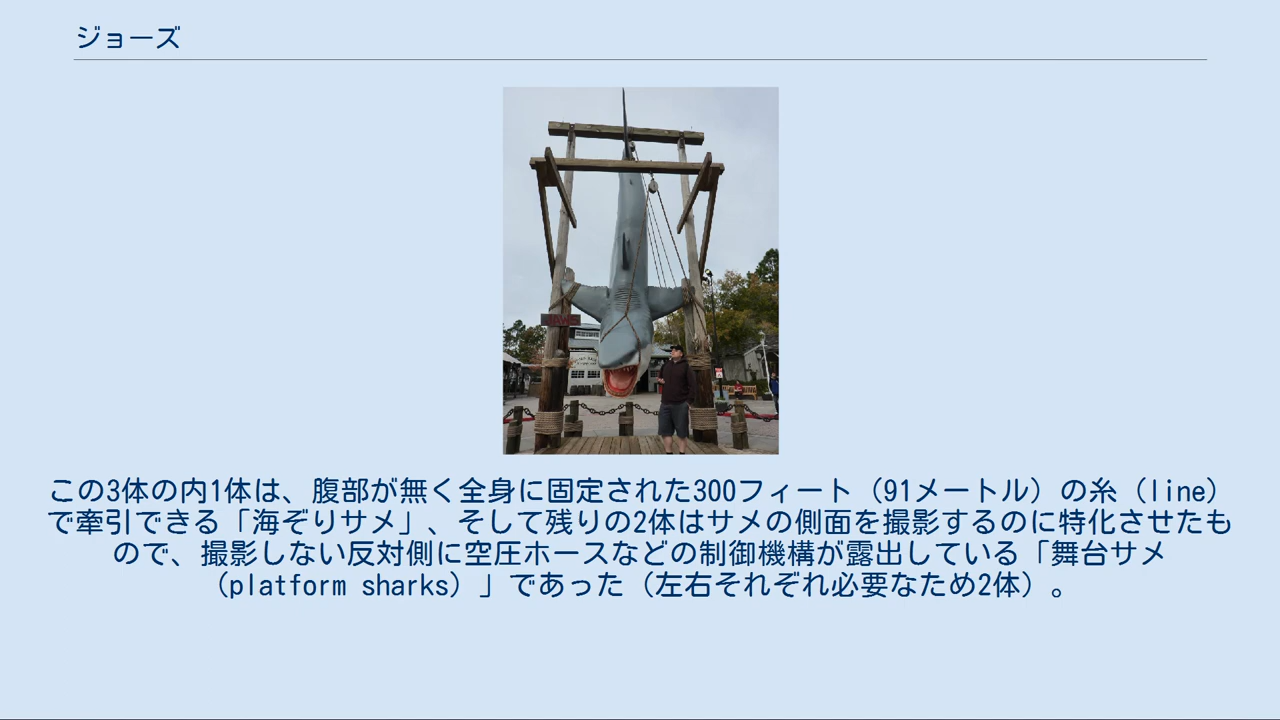 ジョーズ
JAWS
この3体の内1体は、腹部が無く全身に固定された300フィート（91メートル）の糸（line）
で牽引できる「海ぞりサメ」、そして残りの2体はサメの側面を撮影するのに特化させたも
ので、撮影しない反対側に空圧ホースなどの制御機構が露出している「舞台サメ
（platform sharks）」であった（左右それぞれ必要なため2体）。